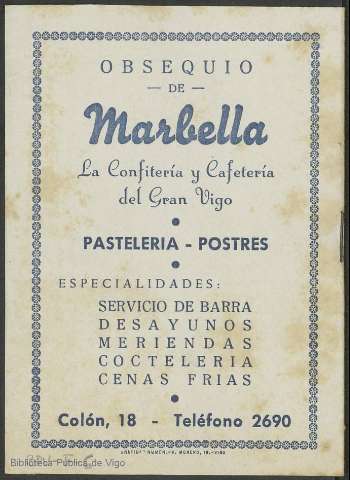 OBSEQUIO
— DE —
Marbella
La Confitería y Cafetería
del Gran Vigo
PASTELERIA - POSTRES
ESPECIALIDADES:
SERVICIO DE BARRA
DESAYUNOS
MERIENDAS
COCTELERIA
CENAS FRIAS
Colón, 18 - Teléfono 2690
Biblioteca Pública de Vigo